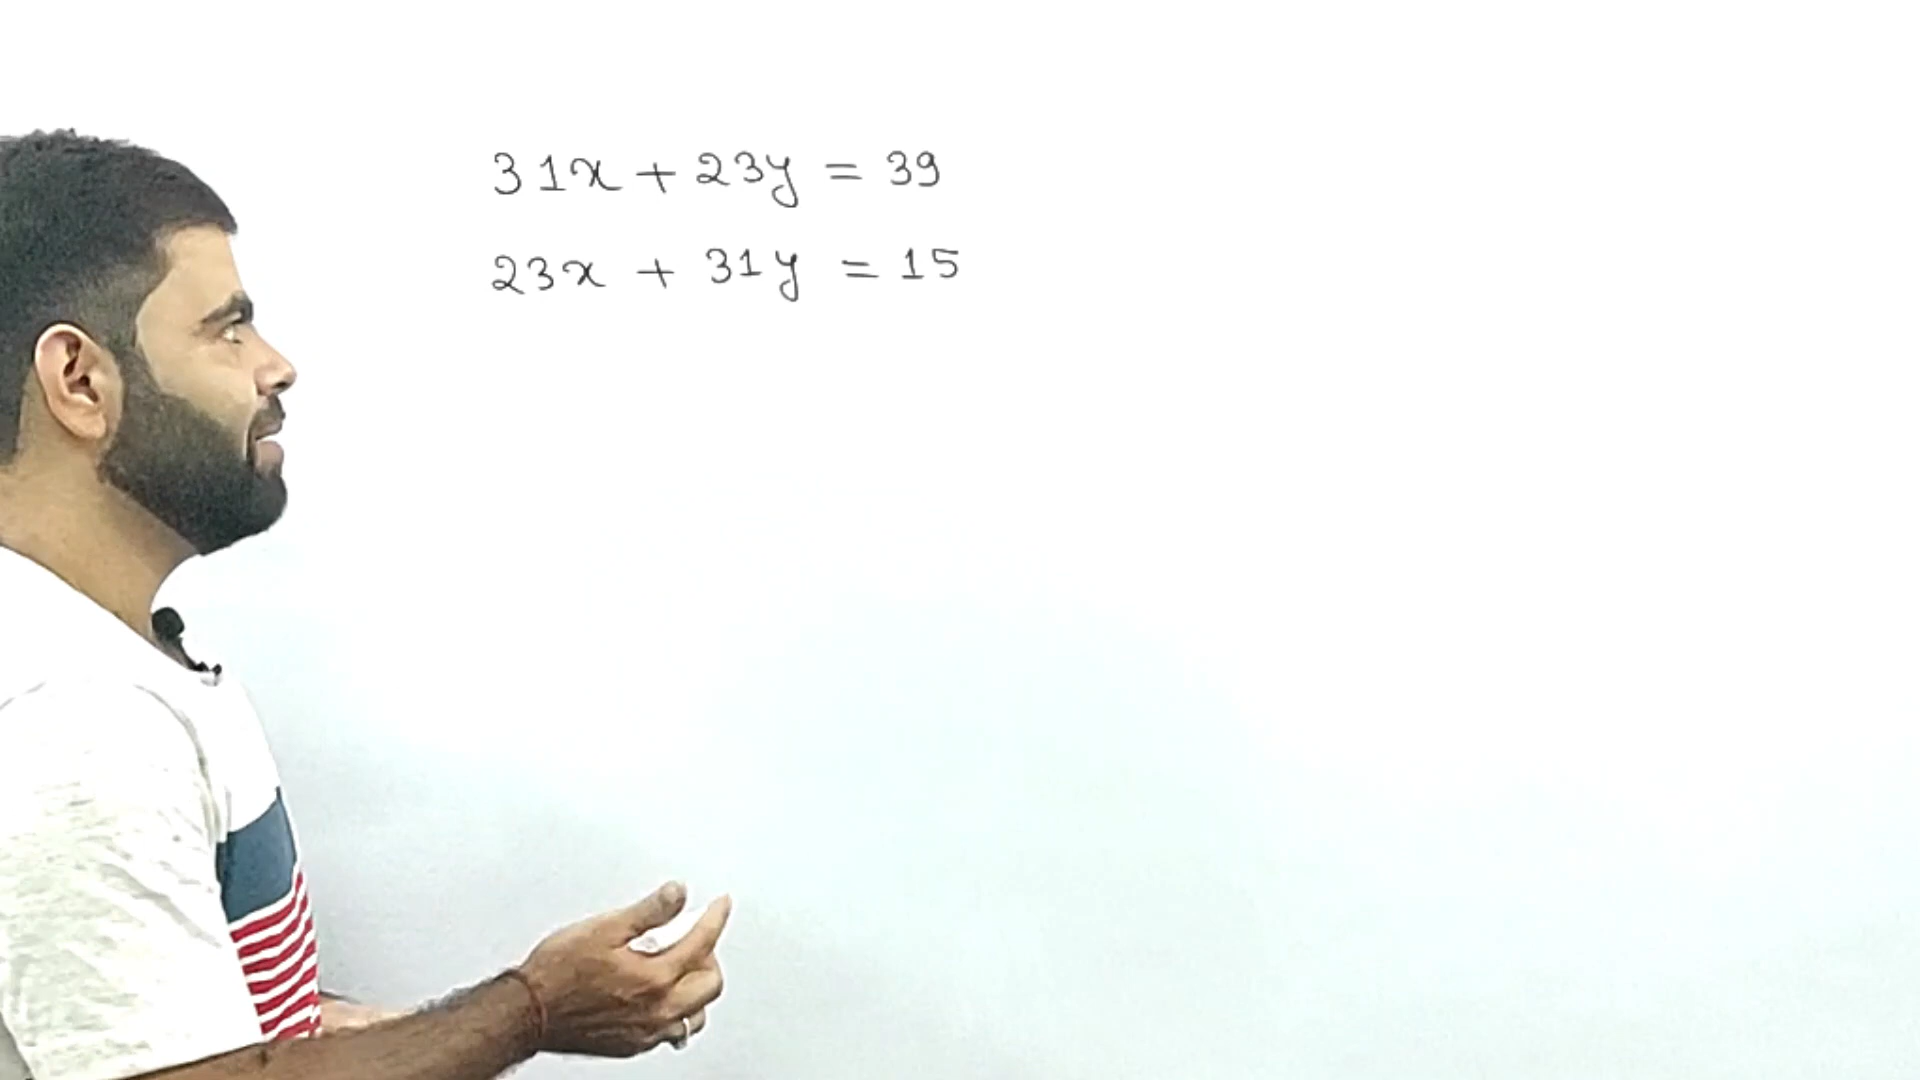 31x + 23y = 39
23x + 31y = 15